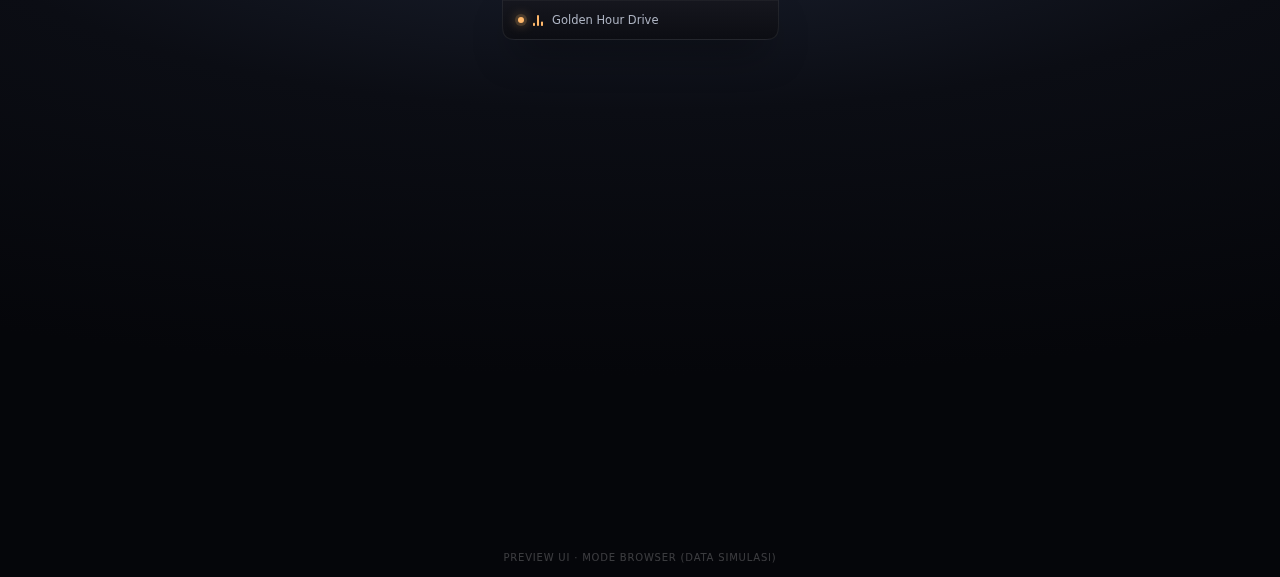 Golden Hour Drive
PREVIEW UI · MODE BROWSER (DATA SIMULASI)